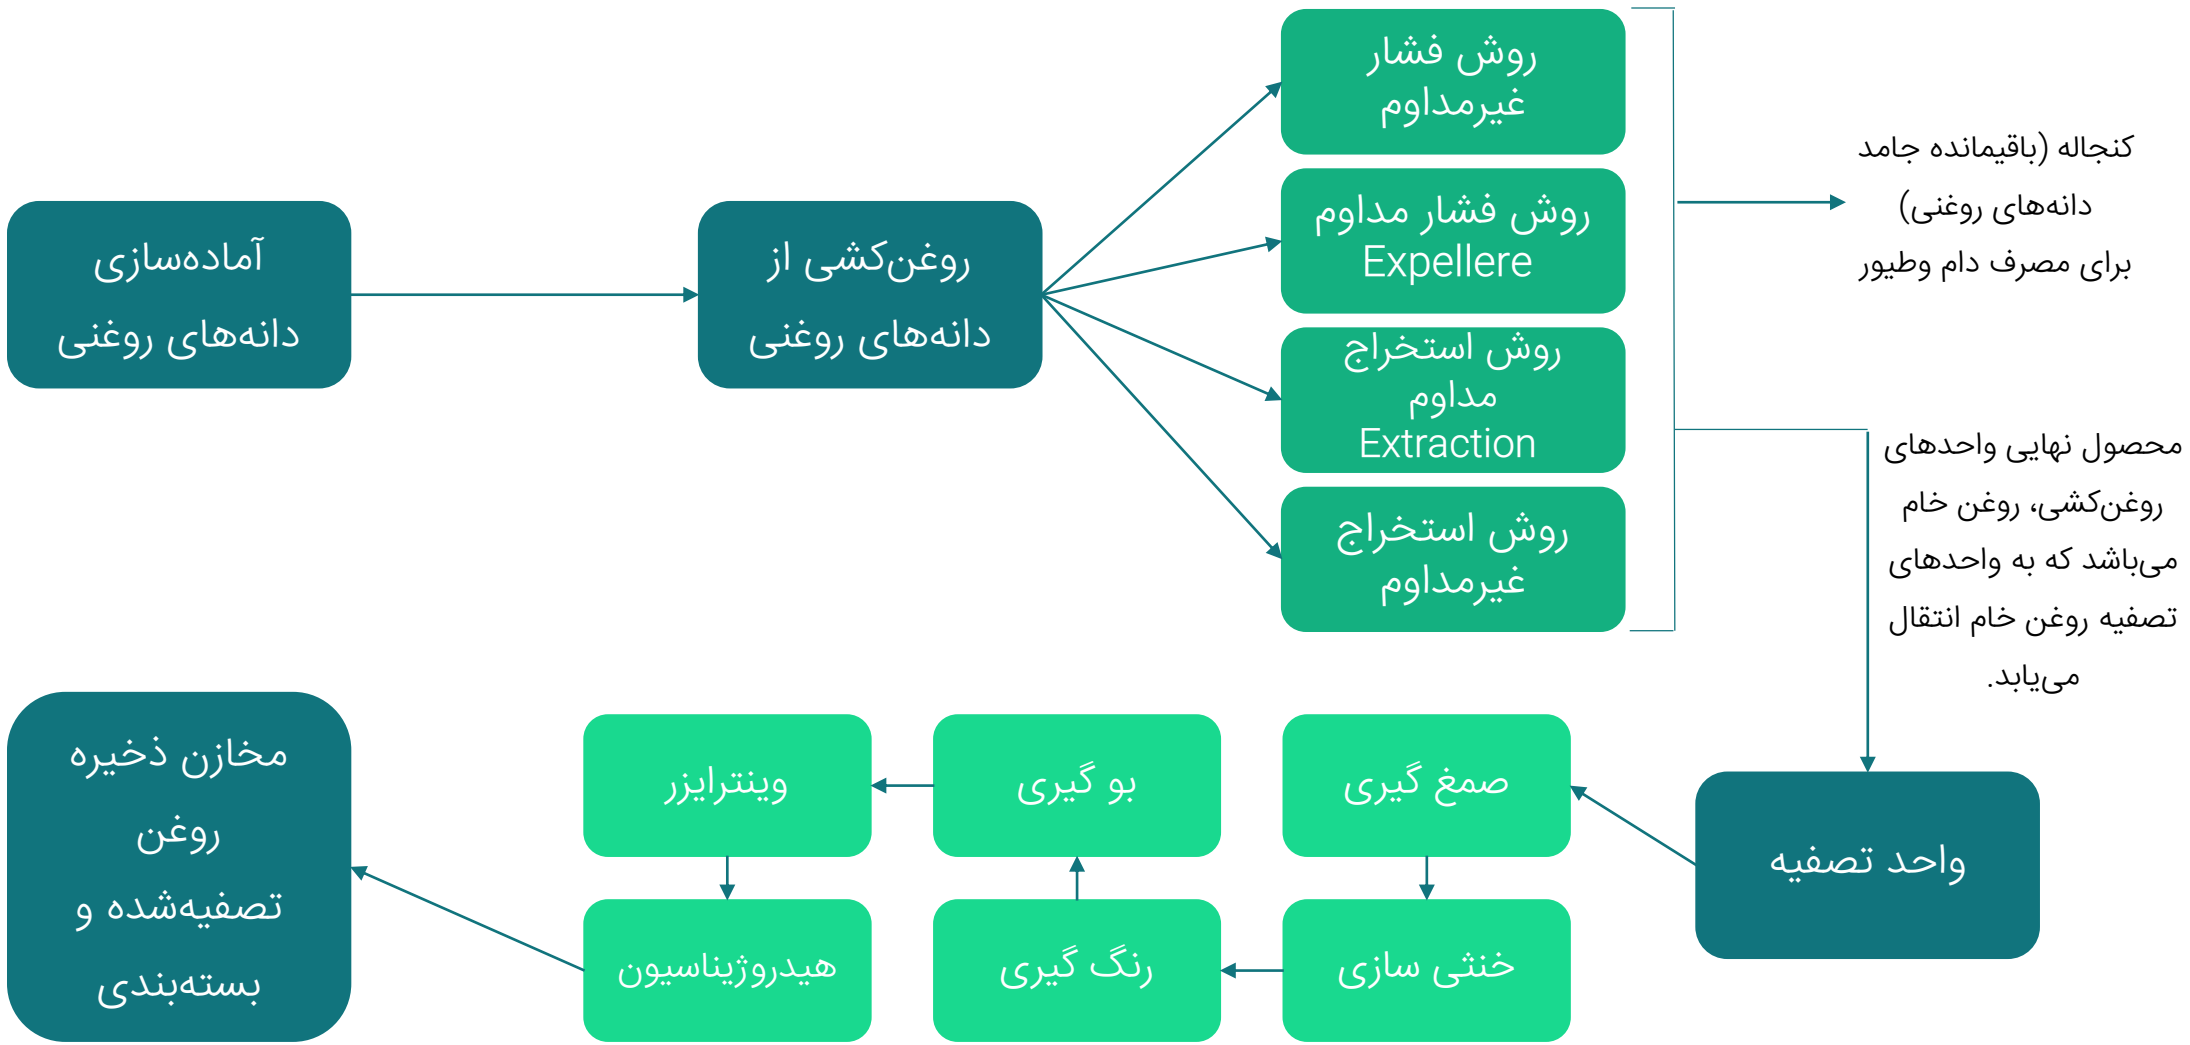 آماده‌سازی
دانه‌های روغنی
روغن‌کشی از
دانه‌های روغنی
روش فشار
غیرمداوم
روش فشار مداوم
Expellere
روش استخراج
مداوم
Extraction
روش استخراج
غیرمداوم
کنجاله (باقیمانده جامد
دانه‌های روغنی)
برای مصرف دام وطیور
محصول نهایی واحدهای
روغن‌کشی، روغن خام
می‌باشد که به واحدهای
تصفیه روغن خام انتقال
می‌یابد.
واحد تصفیه
صمغ گیری
خنثی سازی
رنگ گیری
بو گیری
وینترایزر
هیدروژیناسیون
مخازن ذخیره
روغن
تصفیه‌شده و
بسته‌بندی